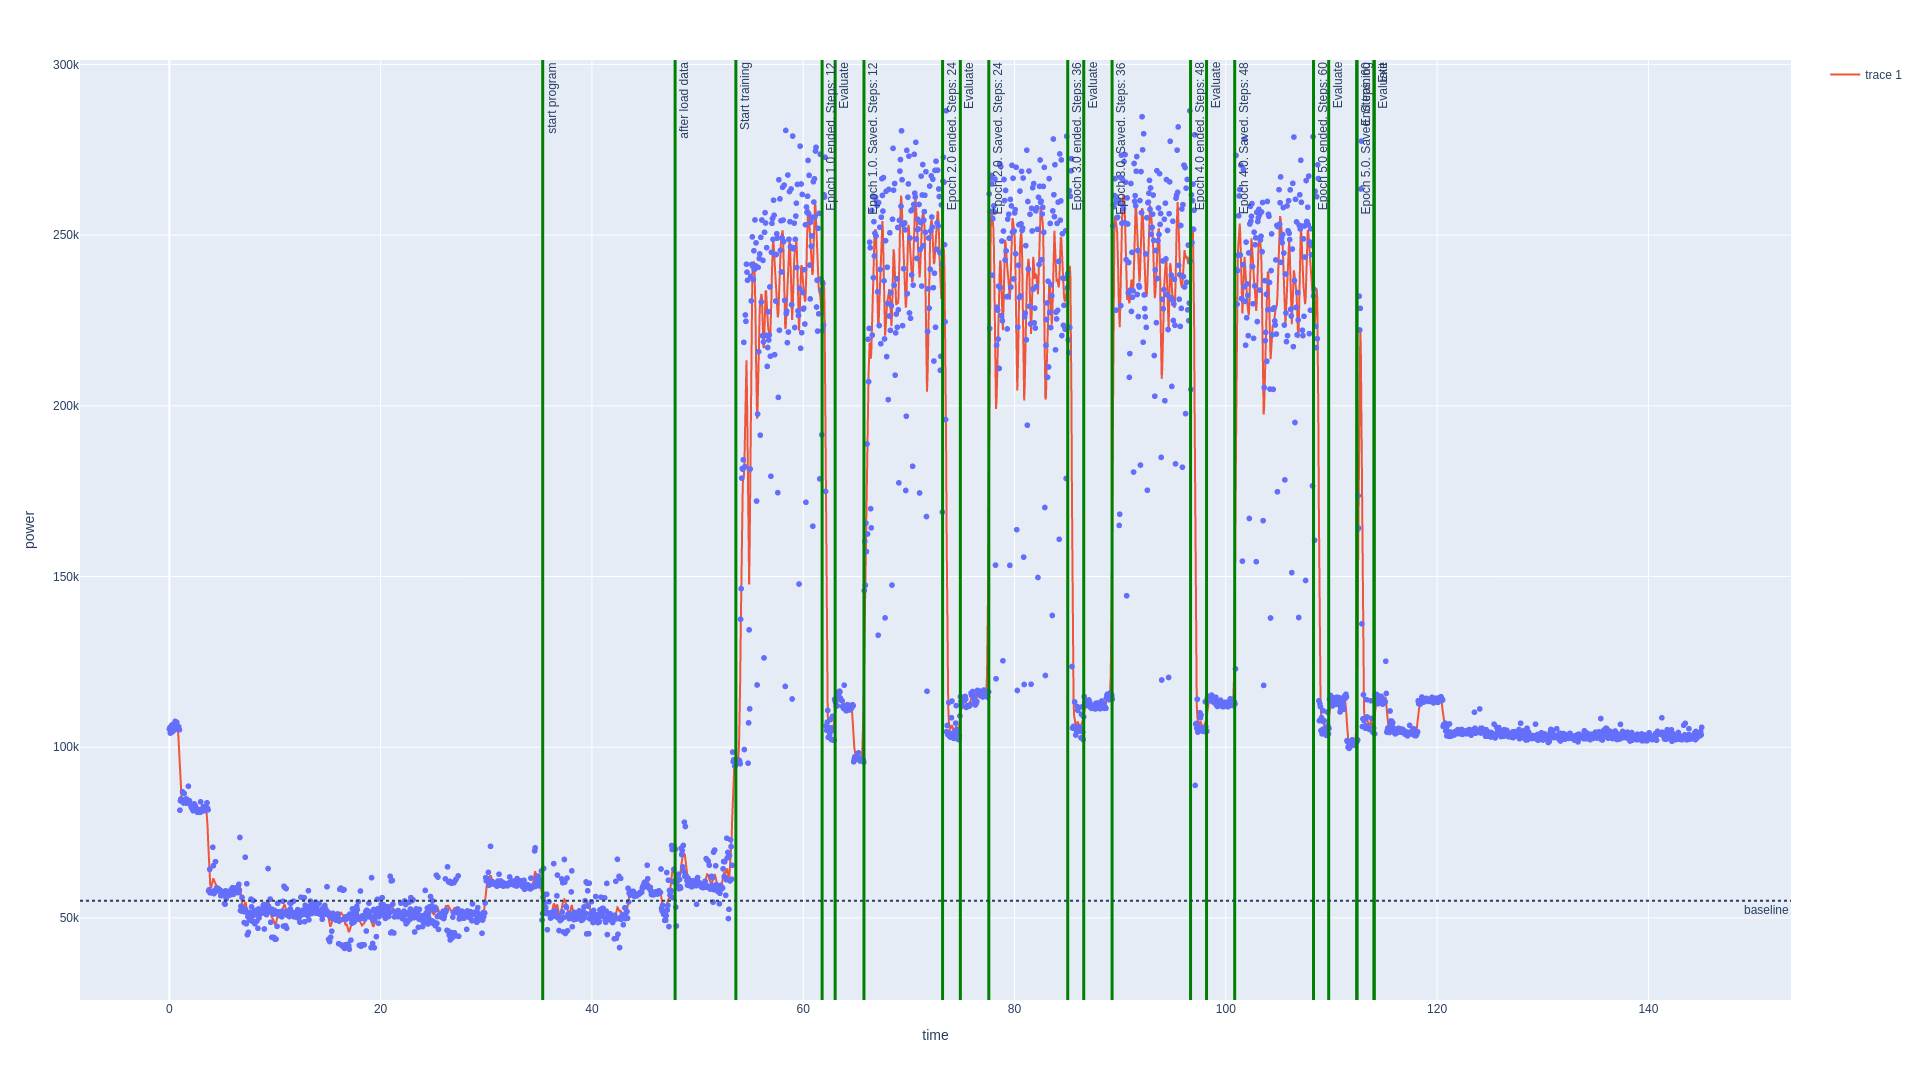 300k
250k
200k
150k
100k
50k
power
0
20
40
60
80
100
120
140
time
start program
after load data
Start training
Epoch 1.0 ended. Steps: 12
Evaluate
Epoch 1.0. Saved. Steps: 12
Epoch 2.0 ended. Steps: 24
Evaluate
Epoch 2.0. Saved. Steps: 24
Epoch 3.0 ended. Steps: 36
Evaluate
Epoch 3.0. Saved. Steps: 36
Epoch 4.0 ended. Steps: 48
Evaluate
Epoch 4.0. Saved. Steps: 48
Epoch 5.0 ended. Steps: 60
Evaluate
Epoch 5.0. Saved. Steps: 60
End training
Evaluate
Exit
baseline
trace 1